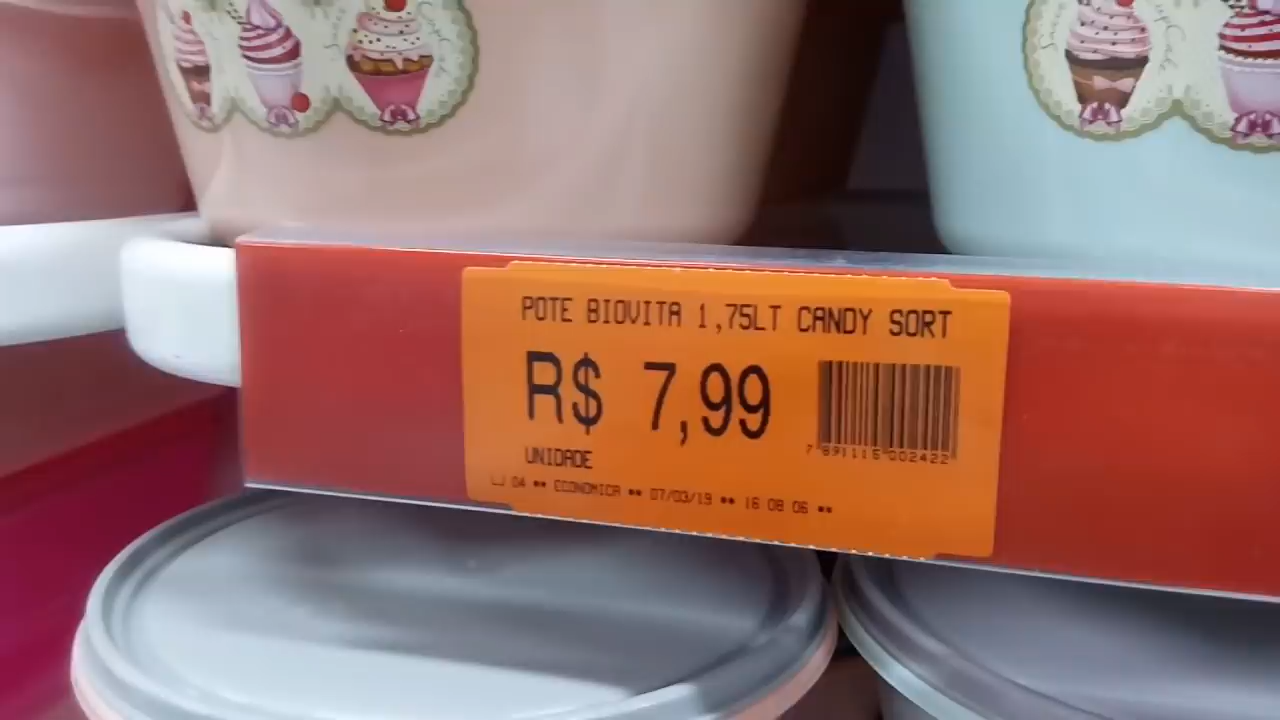 POTE BIOVITA 1,75LT CANDY SORT
R$ 7,99
7 891115 002422
UNIDADE
04 ** ECONOMICA ** 07/03/19 ** 16 08 06 **